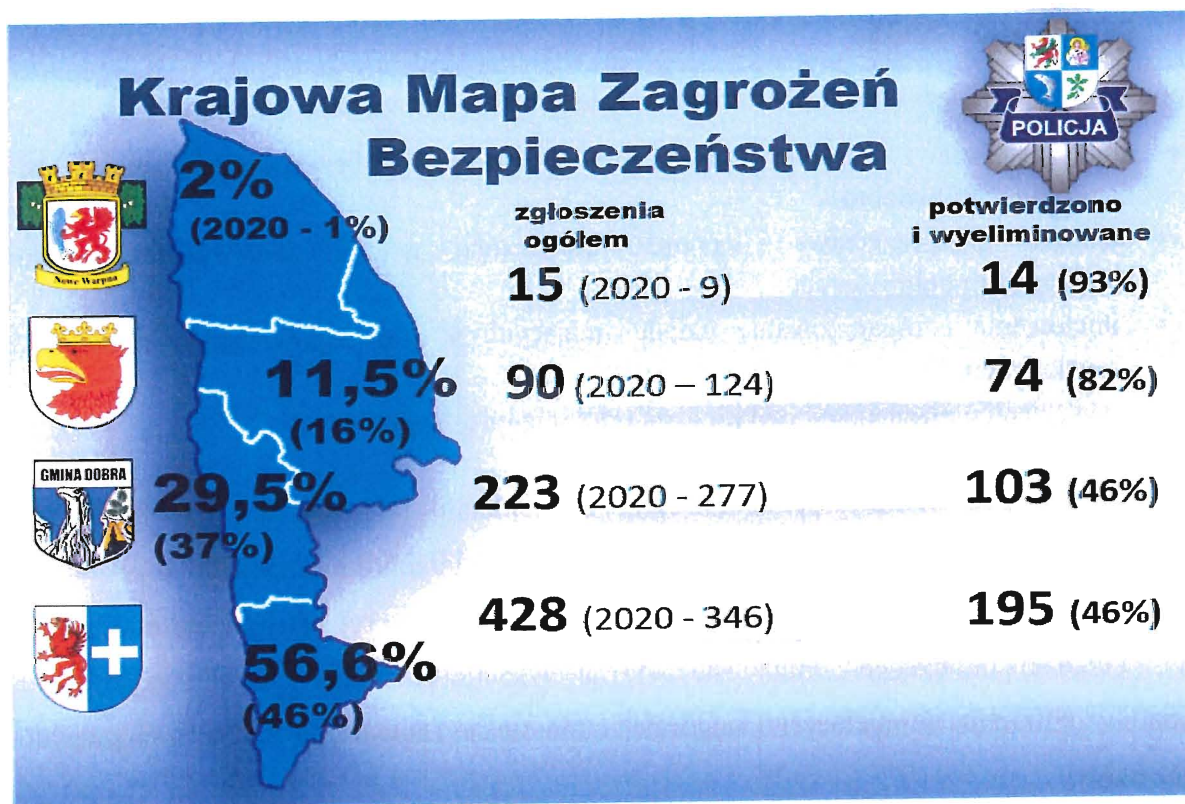 Krajowa Mapa Zagrożeń
Bezpieczeństwa
POLICJA
zgłoszenia
ogółem
potwierdzono
i wyeliminowane
Nowe Warpno
2%
(2020 - 1%)
15 (2020 - 9)
14 (93%)
11,5%
(16%)
90 (2020 – 124)
74 (82%)
GMINA DOBRA
29,5%
(37%)
223 (2020 - 277)
103 (46%)
56,6%
(46%)
428 (2020 - 346)
195 (46%)